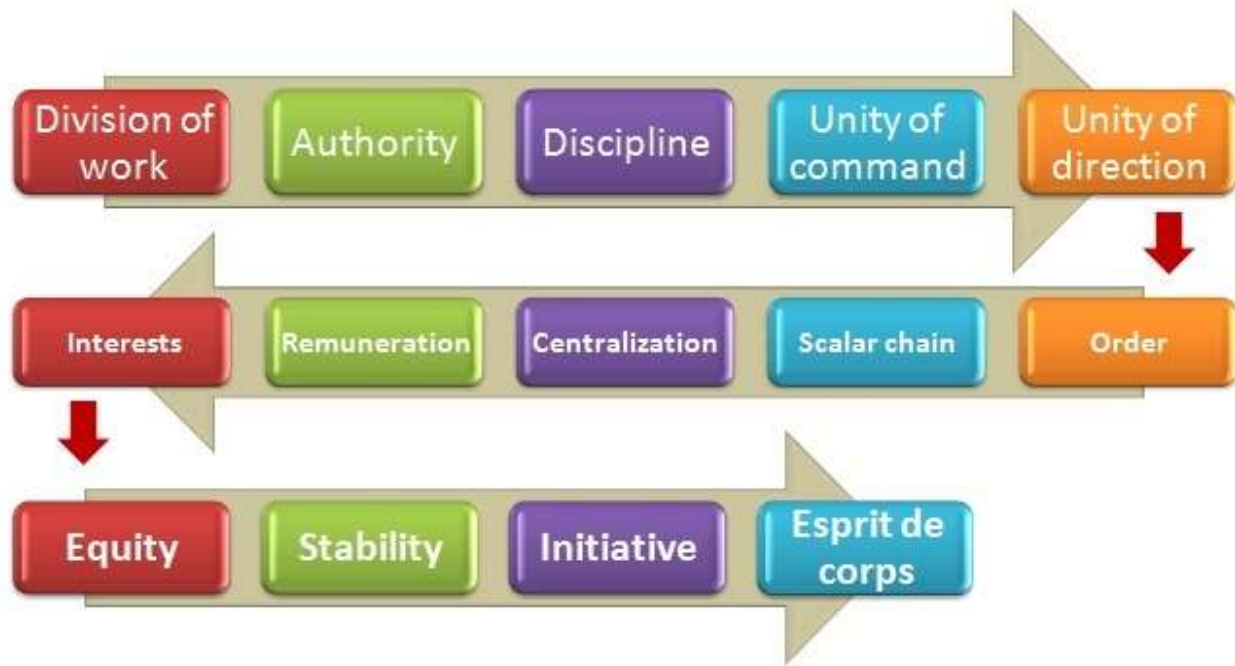 Division of
work
Authority
Discipline
Unity of
command
Unity of
direction
Interests
Remuneration
Centralization
Scalar chain
Order
Equity
Stability
Initiative
Esprit de
corps